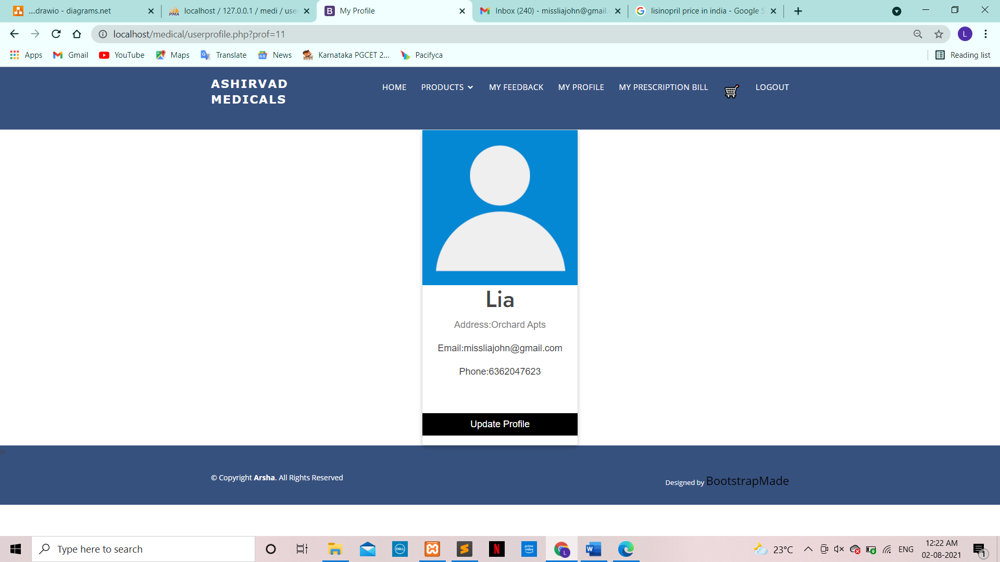 ....drawio - diagrams.net
localhost / 127.0.0.1 / medi / use
My Profile
Inbox (240) - missliajohn@gmail.
lisinopril price in india - Google S
localhost/medical/userprofile.php?prof=11
L
Apps
Gmail
YouTube
Maps
Translate
News
Karnataka PGCET 2...
Pacifyca
Reading list
ASHIRVAD
MEDICALS
HOME
PRODUCTS
MY FEEDBACK
MY PROFILE
MY PRESCRIPTION BILL
LOGOUT
Lia
Address:Orchard Apts
Email:missliajohn@gmail.com
Phone:6362047623
Update Profile
w
© Copyright Arsha. All Rights Reserved
Designed by BootstrapMade
Type here to search
23°C
ENG
12:22 AM
02-08-2021
1